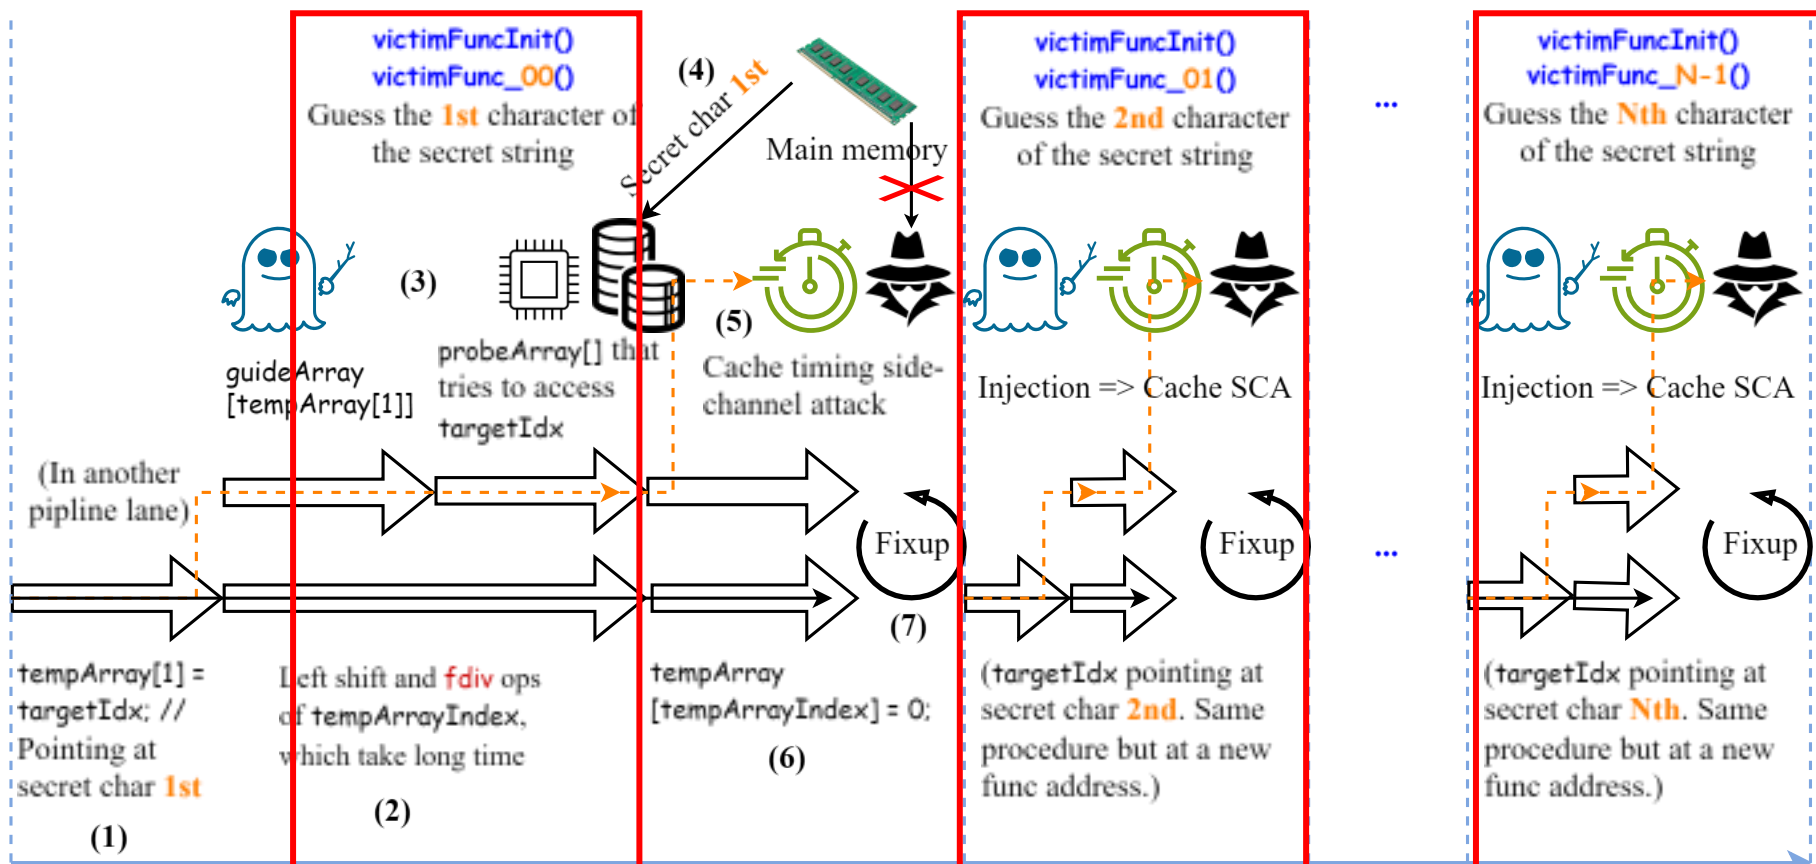 victimFuncInit()
victimFunc_00()
Guess the 1st character of
the secret string
(4)
Secret char 1st
Main memory
victimFuncInit()
victimFunc_01()
Guess the 2nd character
of the secret string
...
victimFuncInit()
victimFunc_N-1()
Guess the Nth character
of the secret string
(3)
(5)
guideArray
[tempArray[1]]
probeArray[] that
tries to access
targetIdx
Cache timing side-
channel attack
Injection => Cache SCA
Injection => Cache SCA
(In another
pipline lane)
Fixup
Fixup
...
Fixup
(7)
tempArray[1] =
targetIdx; //
Pointing at
secret char 1st
(1)
Left shift and fdiv ops
of tempArrayIndex,
which take long time
(2)
tempArray
[tempArrayIndex] = 0;
(6)
(targetIdx pointing at
secret char 2nd. Same
procedure but at a new
func address.)
(targetIdx pointing at
secret char Nth. Same
procedure but at a new
func address.)